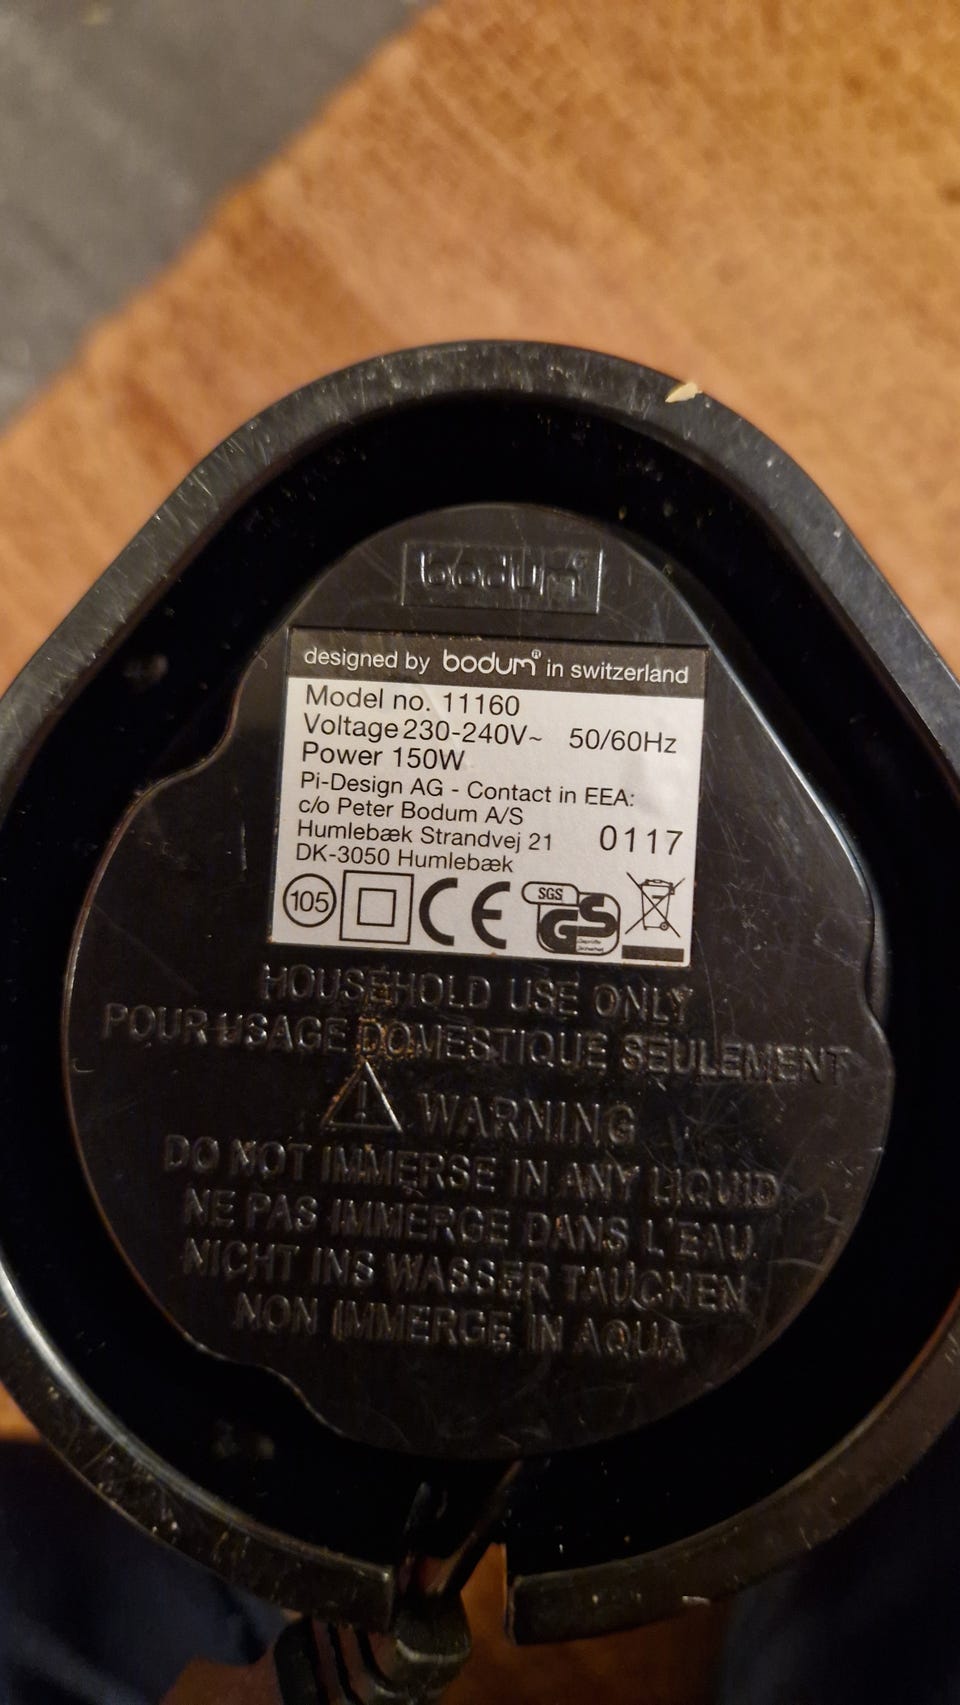 bodum®
designed by bodum® in switzerland
Model no. 11160
Voltage 230-240V~ 50/60Hz
Power 150W
Pi-Design AG - Contact in EEA:
c/o Peter Bodum A/S
Humlebæk Strandvej 21 0117
DK-3050 Humlebæk
105 CE SGS GS
Geprüfte
Sicherheit
HOUSEHOLD USE ONLY
POUR USAGE DOMESTIQUE SEULEMENT
WARNING
DO NOT IMMERSE IN ANY LIQUID
NE PAS IMMERGE DANS L'EAU
NICHT INS WASSER TAUCHEN
NON IMMERGE IN AQUA